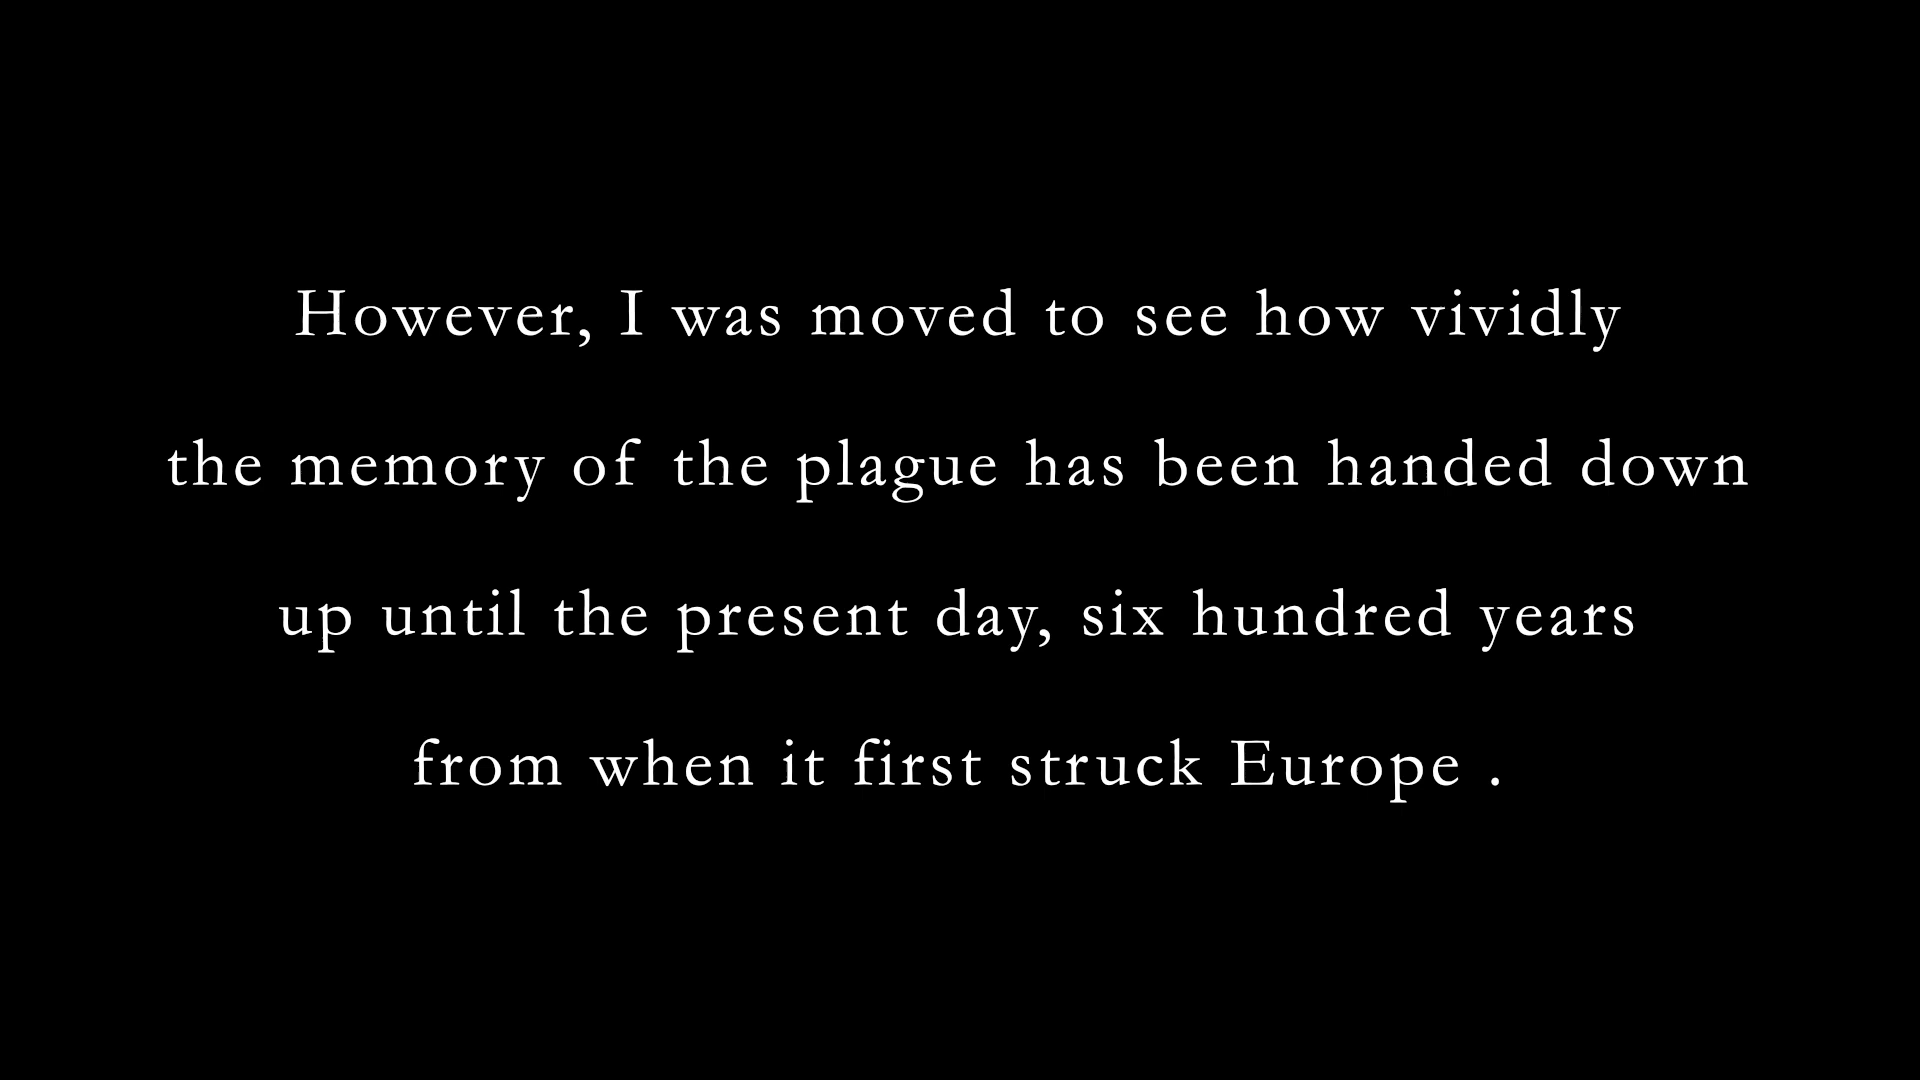 However, I was moved to see how vividly
the memory of the plague has been handed down
up until the present day, six hundred years
from when it first struck Europe .